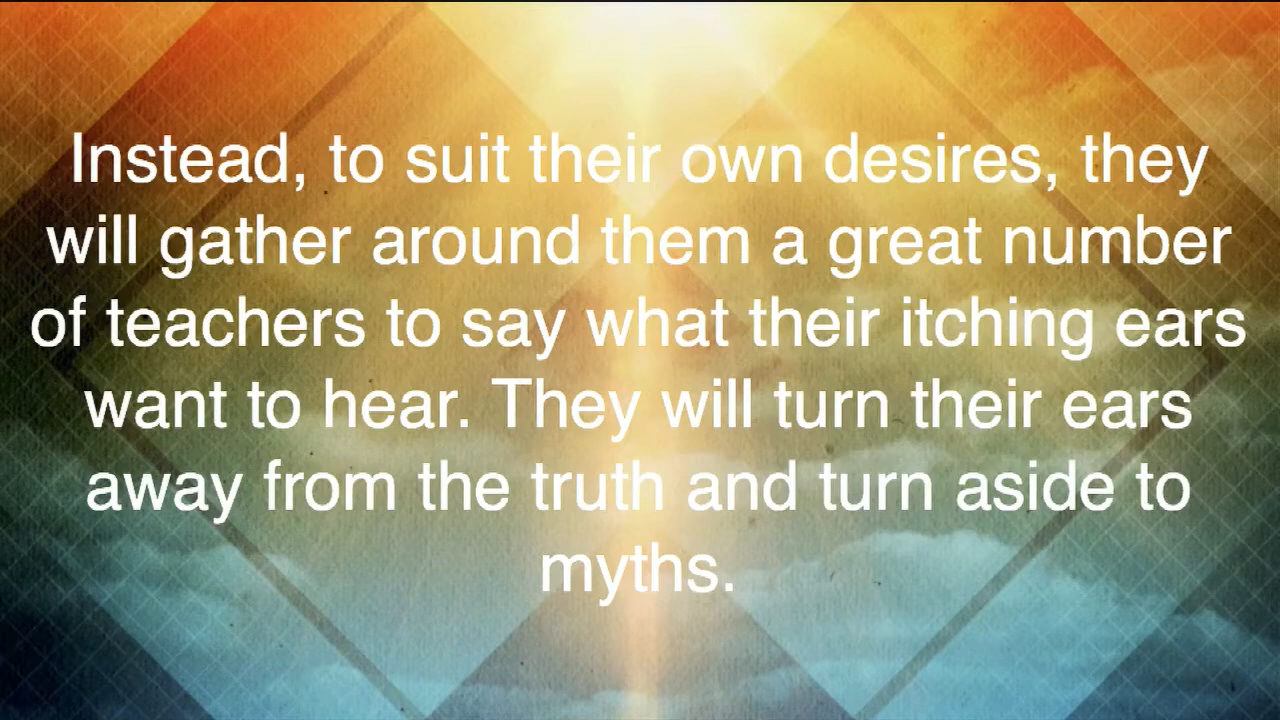 Instead, to suit their own desires, they
will gather around them a great number
of teachers to say what their itching ears
want to hear. They will turn their ears
away from the truth and turn aside to
myths.